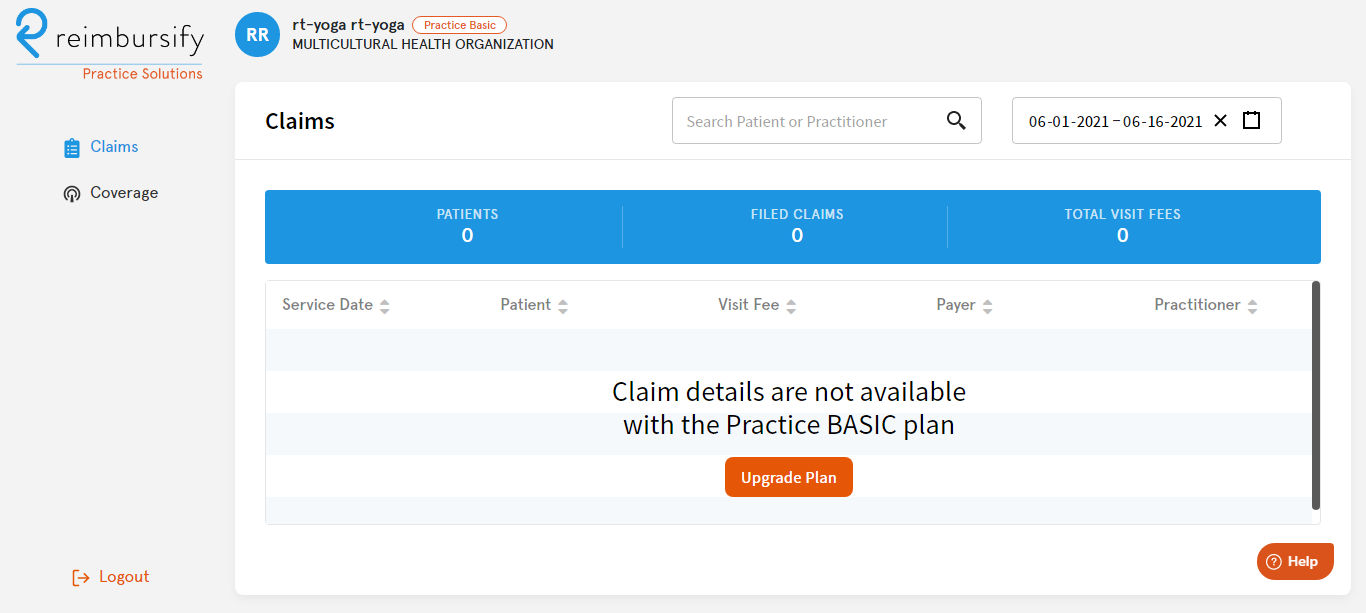 reimbursify
Practice Solutions
RR
rt-yoga rt-yoga Practice Basic
MULTICULTURAL HEALTH ORGANIZATION
Claims
Coverage
Logout
Claims
Search Patient or Practitioner
06-01-2021 – 06-16-2021
PATIENTS FILED CLAIMS TOTAL VISIT FEES
0 0 0
Service Date Patient Visit Fee Payer Practitioner
Claim details are not available
with the Practice BASIC plan
Upgrade Plan
? Help